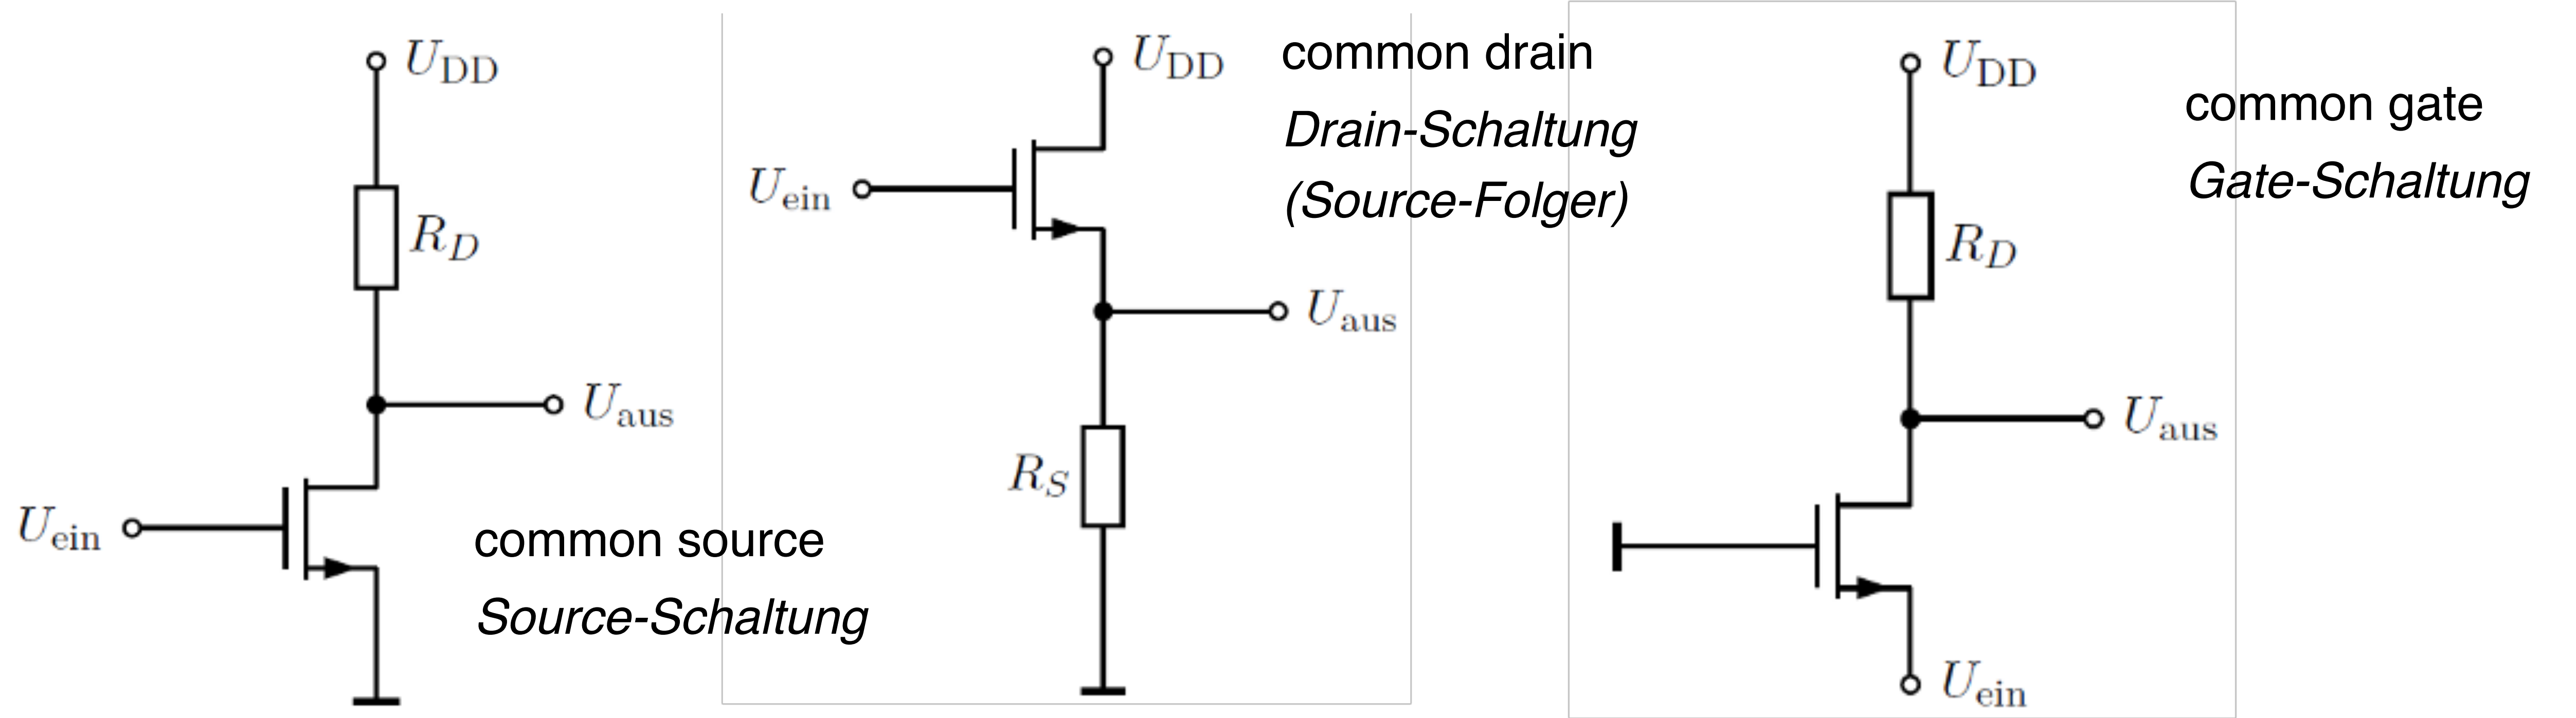 U_DD
R_D
U_aus
U_ein
common source
Source-Schaltung
U_DD
common drain
Drain-Schaltung
(Source-Folger)
U_ein
U_aus
R_S
U_DD
common gate
Gate-Schaltung
R_D
U_aus
U_ein